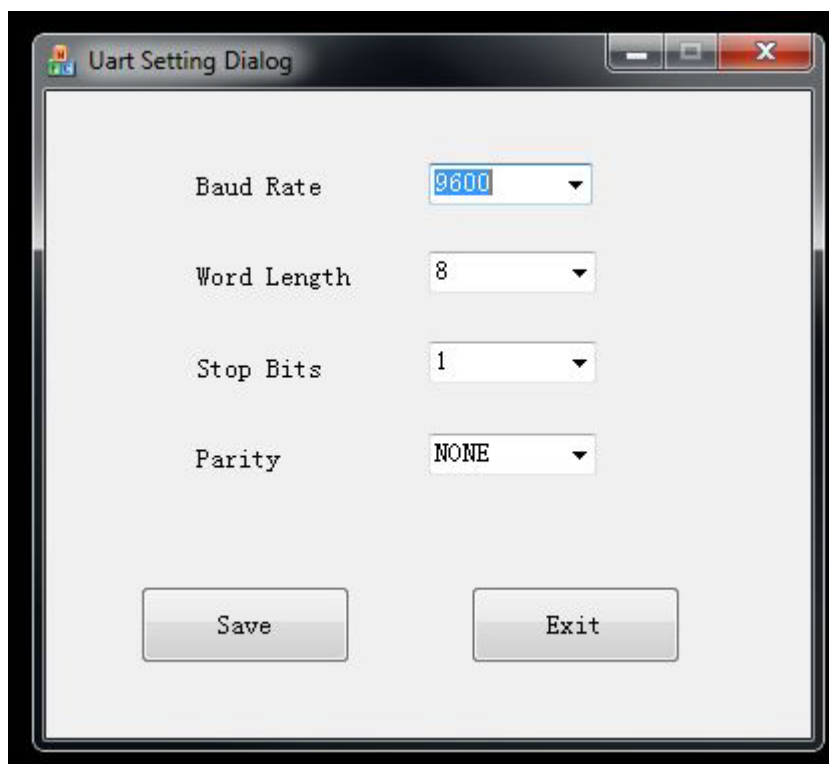 Uart Setting Dialog
Baud Rate 9600
Word Length 8
Stop Bits 1
Parity NONE
Save Exit